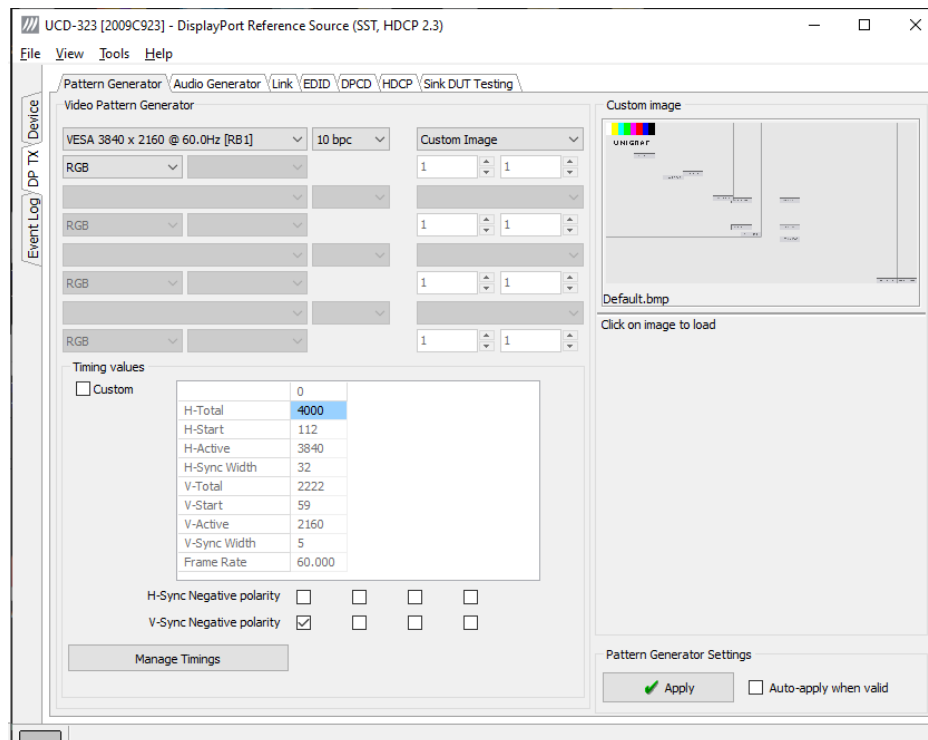 UCD-323 [2009C923] - DisplayPort Reference Source (SST, HDCP 2.3)
File View Tools Help
Device
DP TX
Event Log
Pattern Generator Audio Generator Link EDID DPCD HDCP Sink DUT Testing
Video Pattern Generator
VESA 3840 x 2160 @ 60.0Hz [RB1] 10 bpc Custom Image
RGB 1 1
RGB 1 1
RGB 1 1
RGB 1 1
Timing values
Custom
0
H-Total 4000
H-Start 112
H-Active 3840
H-Sync Width 32
V-Total 2222
V-Start 59
V-Active 2160
V-Sync Width 5
Frame Rate 60.000
H-Sync Negative polarity
V-Sync Negative polarity
Manage Timings
Custom image
UNIGRAF
Default.bmp
Click on image to load
Pattern Generator Settings
Apply Auto-apply when valid